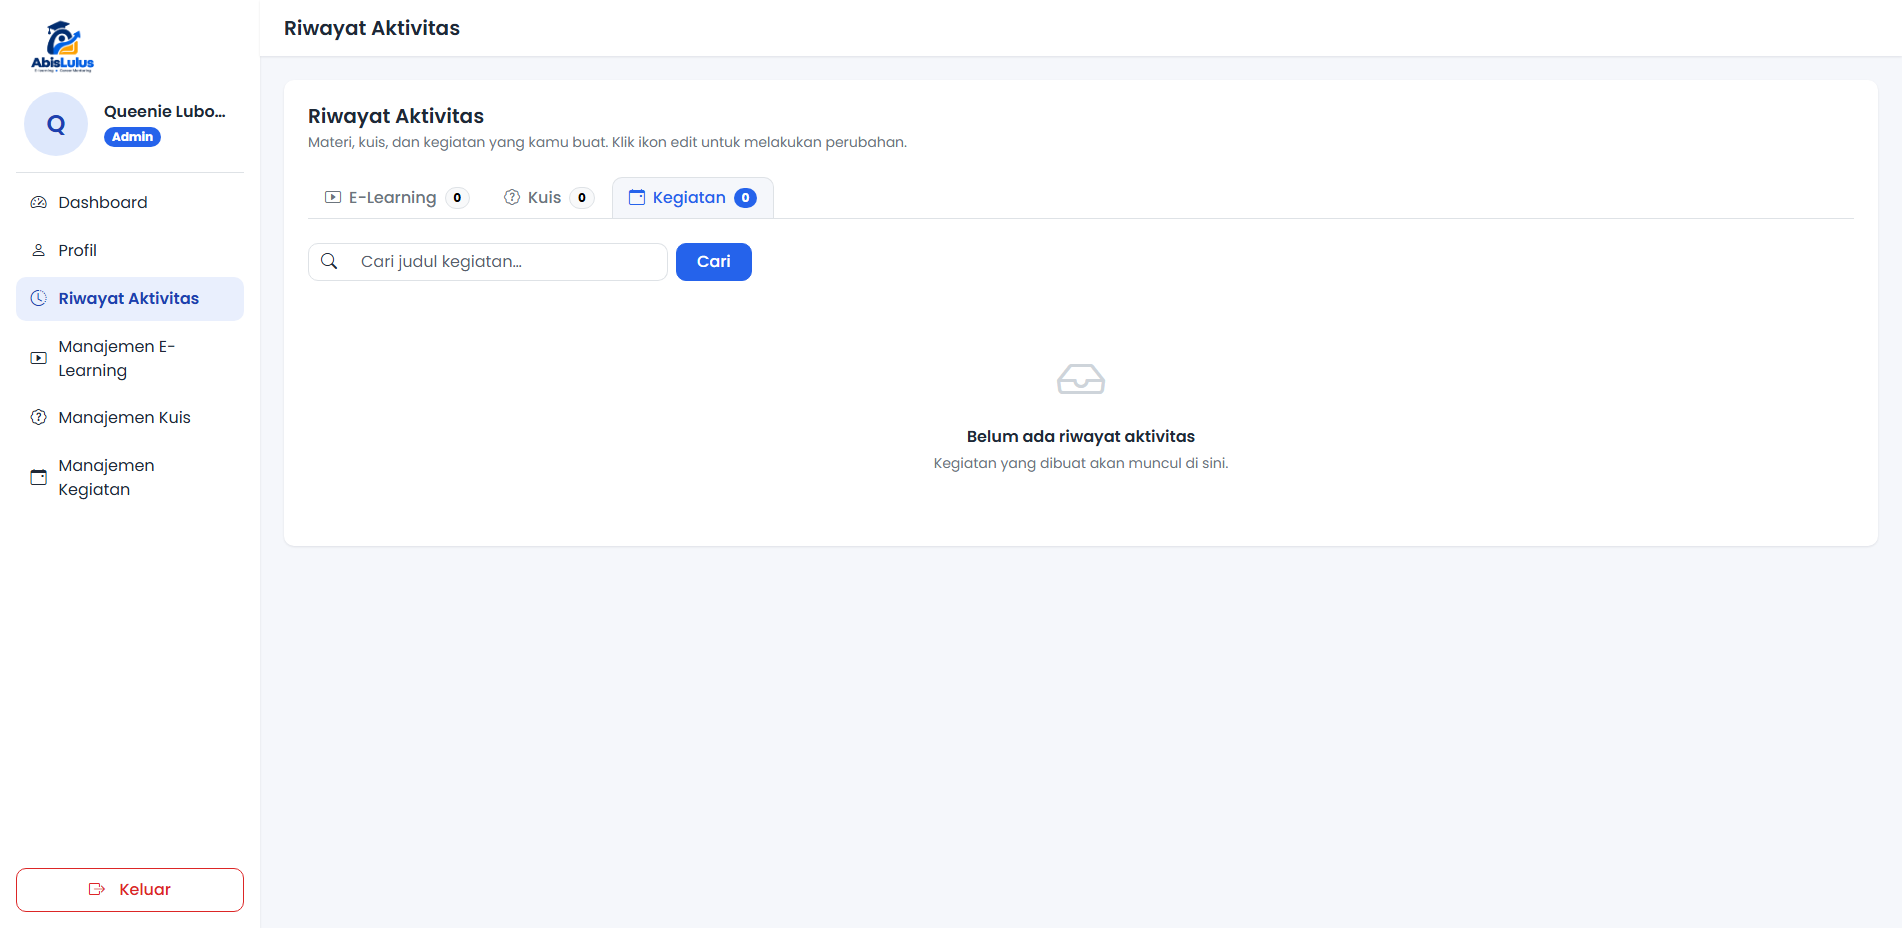 AbisLulus
Riwayat Aktivitas
Q
Queenie Lubo...
Admin
Dashboard
Profil
Riwayat Aktivitas
Manajemen E-
Learning
Manajemen Kuis
Manajemen
Kegiatan
Keluar
Riwayat Aktivitas
Materi, kuis, dan kegiatan yang kamu buat. Klik ikon edit untuk melakukan perubahan.
E-Learning 0
Kuis 0
Kegiatan 0
Cari judul kegiatan...
Cari
Belum ada riwayat aktivitas
Kegiatan yang dibuat akan muncul di sini.